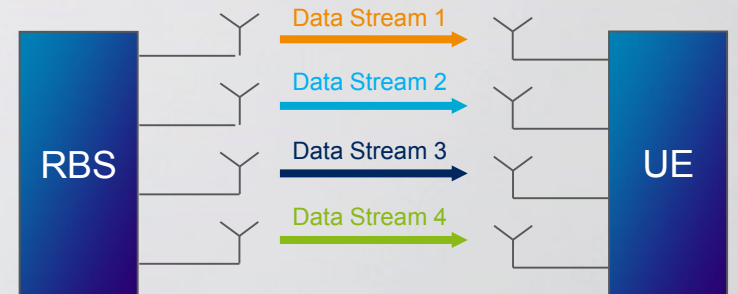 Data Stream 1
Data Stream 2
RBS
Data Stream 3
UE
Data Stream 4